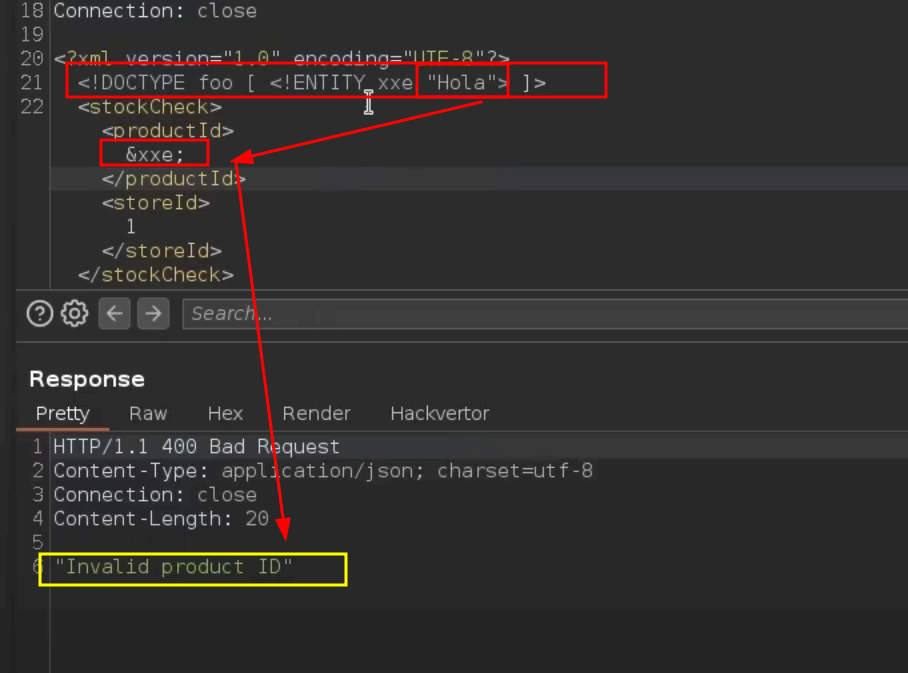 18 Connection: close
19
20 <?xml version="1.0" encoding="UTF-8"?>
21 <!DOCTYPE foo [ <!ENTITY xxe "Hola"> ]>
22 <stockCheck>
<productId>
&xxe;
</productId>
<storeId>
1
</storeId>
</stockCheck>
Search...
Response
Pretty Raw Hex Render Hackvertor
1 HTTP/1.1 400 Bad Request
2 Content-Type: application/json; charset=utf-8
3 Connection: close
4 Content-Length: 20
5
6 "Invalid product ID"